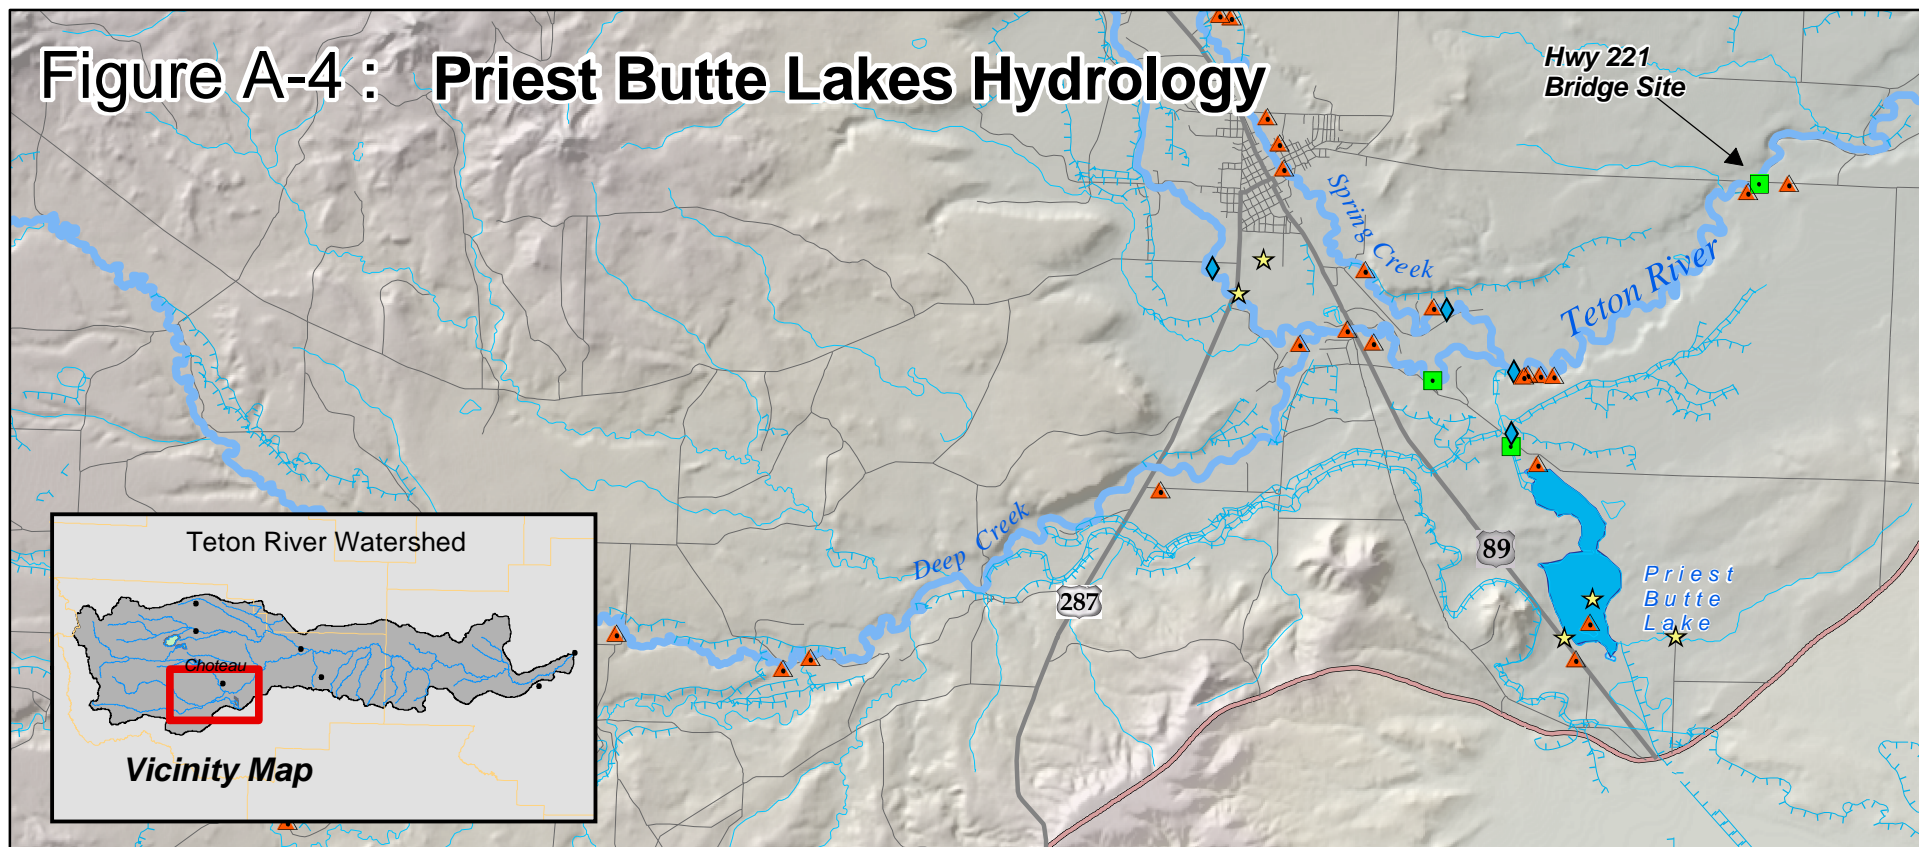 Figure A-4 : Priest Butte Lakes Hydrology
Hwy 221
Bridge Site
Spring Creek
Teton River
Deep Creek
89
287
Priest
Butte
Lake
Teton River Watershed
Choteau
Vicinity Map